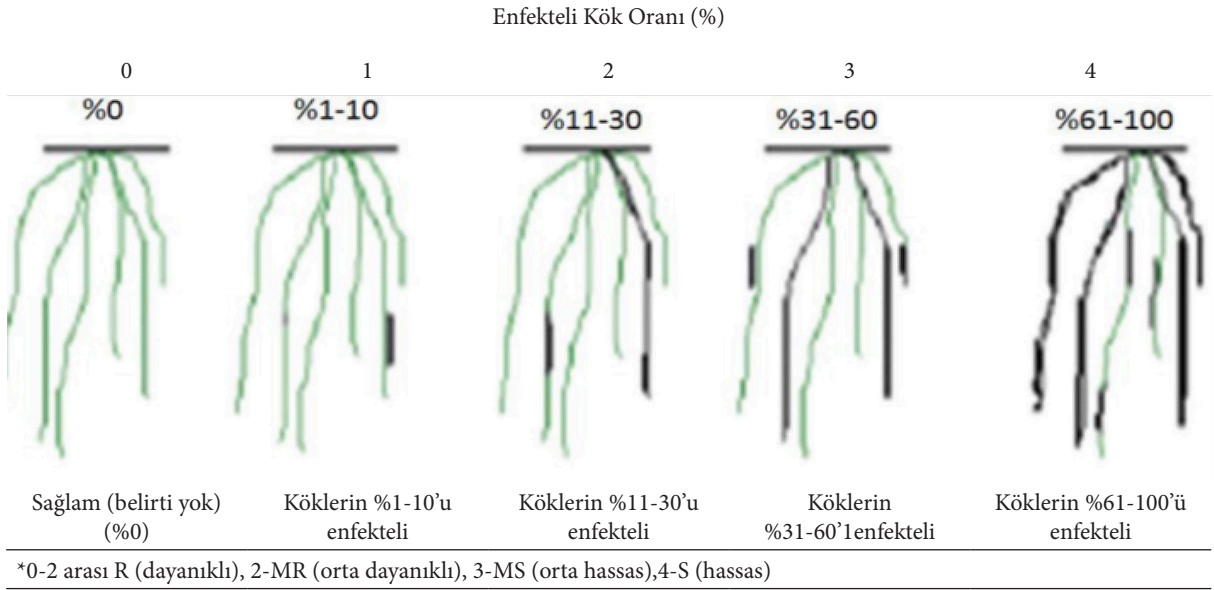 Enfekteli Kök Oranı (%)
0 1 2 3 4
%0 %1-10 %11-30 %31-60 %61-100
Sağlam (belirti yok) Köklerin %1-10’u Köklerin %11-30’u Köklerin Köklerin %61-100’ü
(%0) enfekteli enfekteli %31-60’1enfekteli enfekteli
*0-2 arası R (dayanıklı), 2-MR (orta dayanıklı), 3-MS (orta hassas),4-S (hassas)